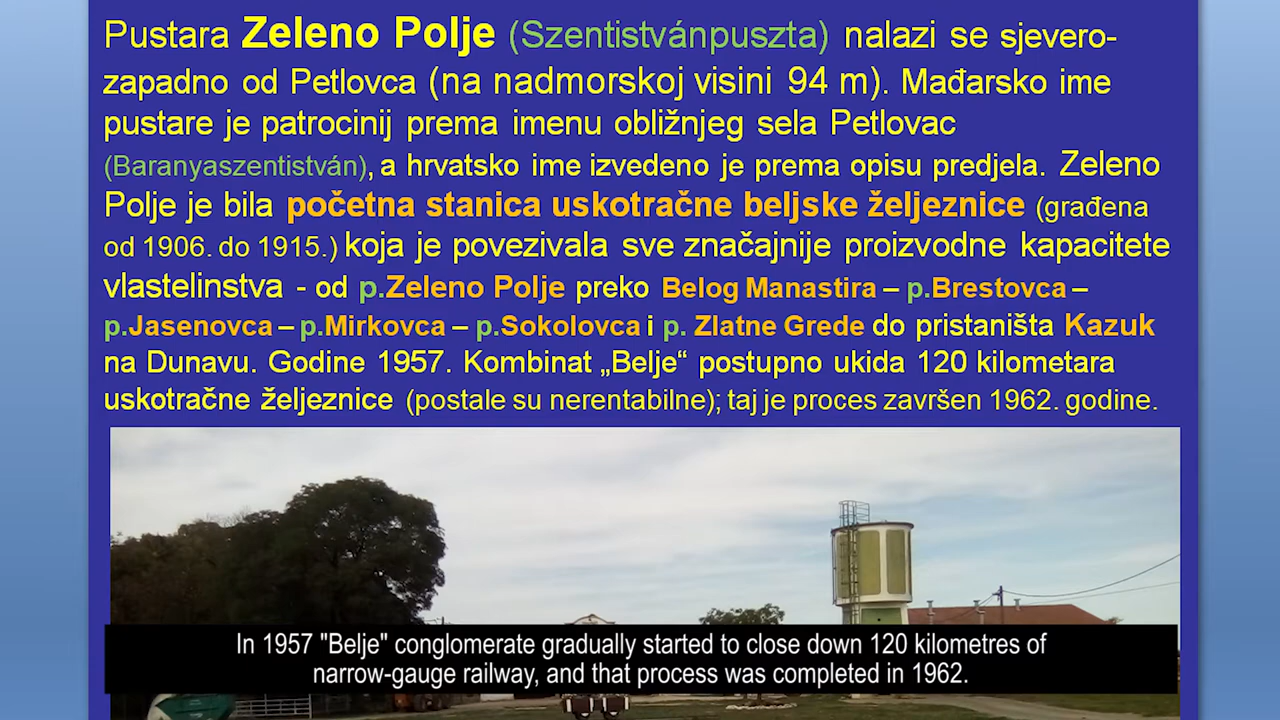 Pustara Zeleno Polje (Szentistvánpuszta) nalazi se sjevero-
zapadno od Petlovca (na nadmorskoj visini 94 m). Mađarsko ime
pustare je patrocinij prema imenu obližnjeg sela Petlovac
(Baranyaszentistván), a hrvatsko ime izvedeno je prema opisu predjela. Zeleno
Polje je bila početna stanica uskotračne beljske željeznice (građena
od 1906. do 1915.) koja je povezivala sve značajnije proizvodne kapacitete
vlastelinstva - od p.Zeleno Polje preko Belog Manastira – p.Brestovca –
p.Jasenovca – p.Mirkovca – p.Sokolovca i p. Zlatne Grede do pristaništa Kazuk
na Dunavu. Godine 1957. Kombinat „Belje“ postupno ukida 120 kilometara
uskotračne željeznice (postale su nerentabilne); taj je proces završen 1962. godine.
In 1957 "Belje" conglomerate gradually started to close down 120 kilometres of
narrow-gauge railway, and that process was completed in 1962.